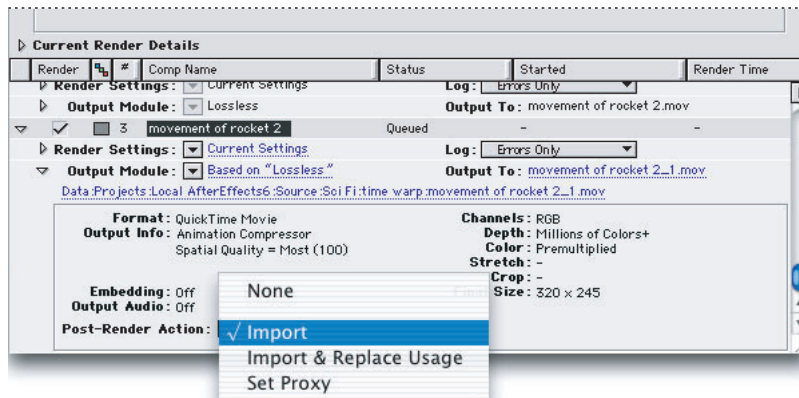 Current Render Details
Render # Comp Name Status Started Render Time
Render Settings: Current Settings Log: Errors Only
Output Module: Lossless Output To: movement of rocket 2.mov
3 movement of rocket 2 Queued - -
Render Settings: Current Settings Log: Errors Only
Output Module: Based on "Lossless" Output To: movement of rocket 2_1.mov
Data:Projects:Local AfterEffects6:Source:Sci Fi:time warp:movement of rocket 2_1.mov
Format: QuickTime Movie Channels: RGB
Output Info: Animation Compressor Depth: Millions of Colors+
Spatial Quality = Most (100) Color: Premultiplied
Stretch: -
Crop: -
Embedding: Off Final Size: 320 x 245
Output Audio: Off
Post-Render Action:
None
√ Import
Import & Replace Usage
Set Proxy